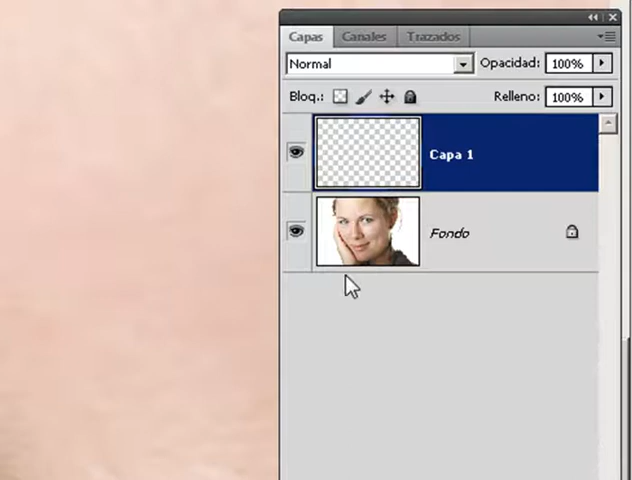 Capas Canales Trazados
Normal Opacidad: 100%
Bloq.: Relleno: 100%
Capa 1
Fondo